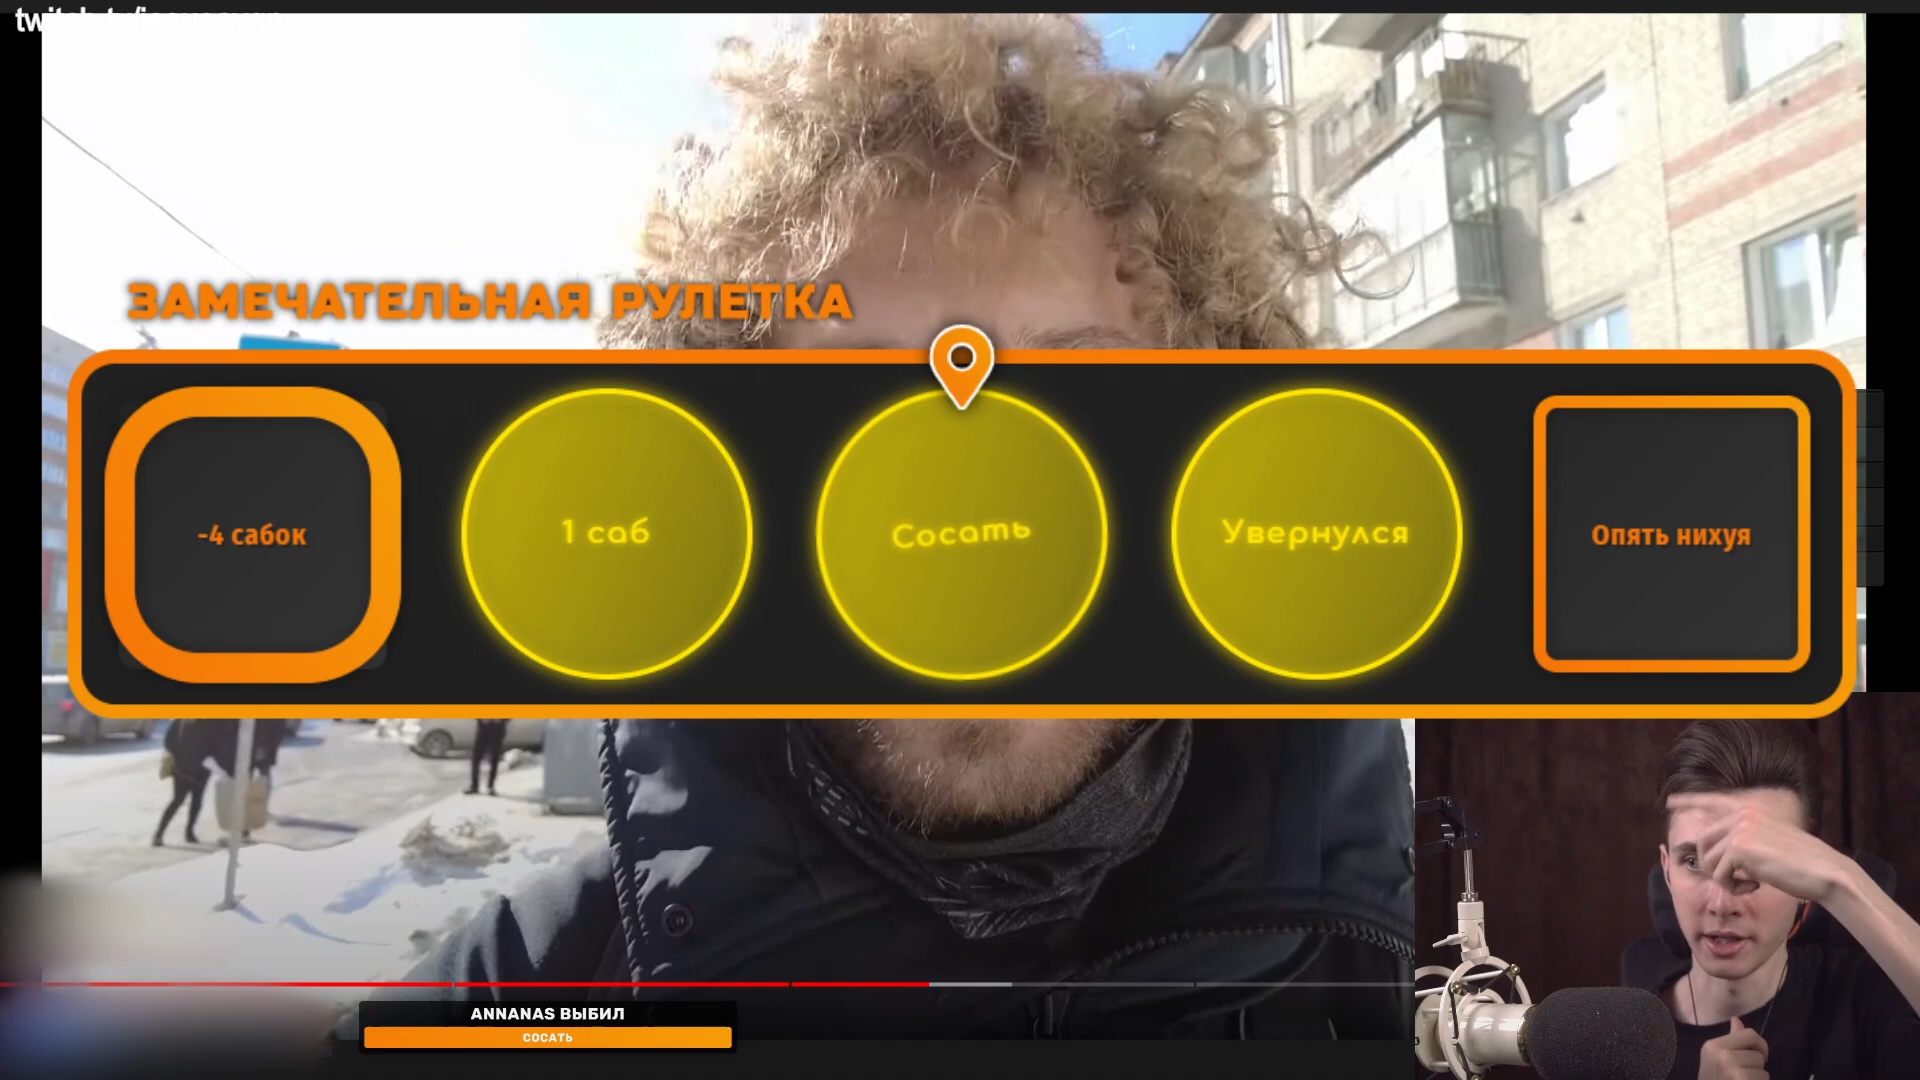 ЗАМЕЧАТЕЛЬНАЯ РУЛЕТКА
-4 сабок
1 саб
Сосать
Увернулся
Опять нихуя
ANNANAS ВЫБИЛ
СОСАТЬ